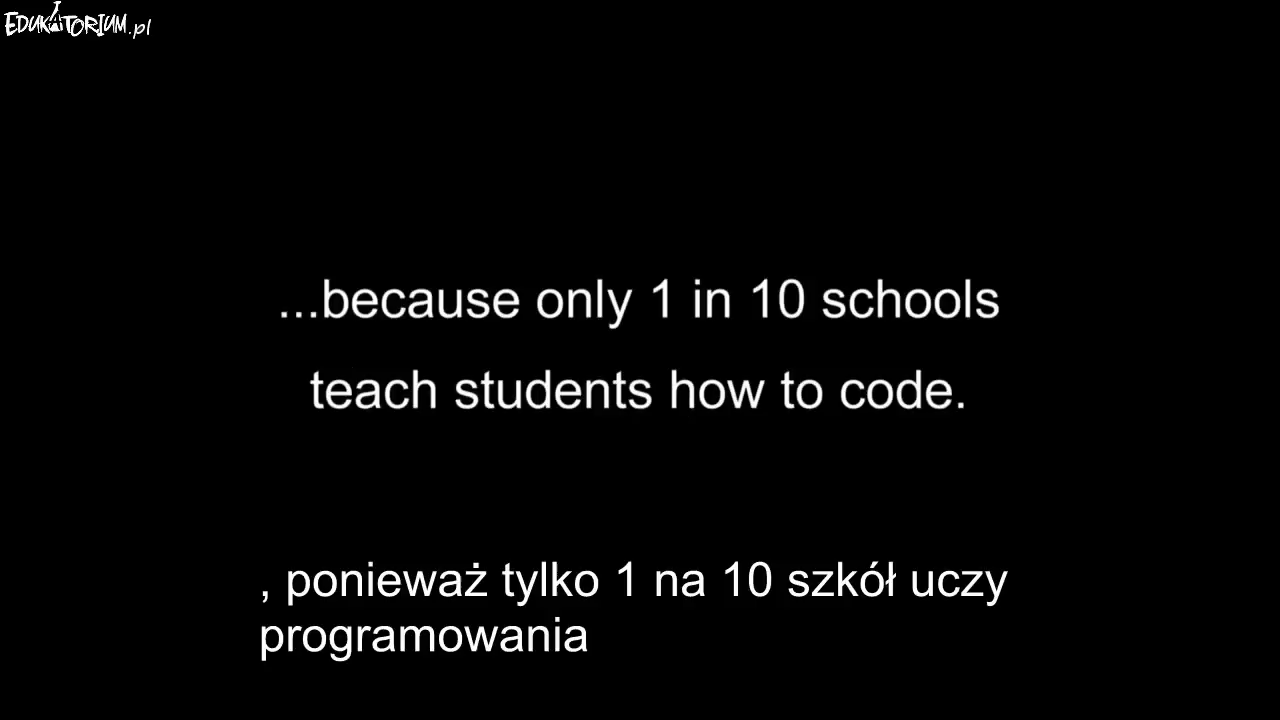 EDUKATORIUM.pl
...because only 1 in 10 schools
teach students how to code.
, ponieważ tylko 1 na 10 szkół uczy
programowania